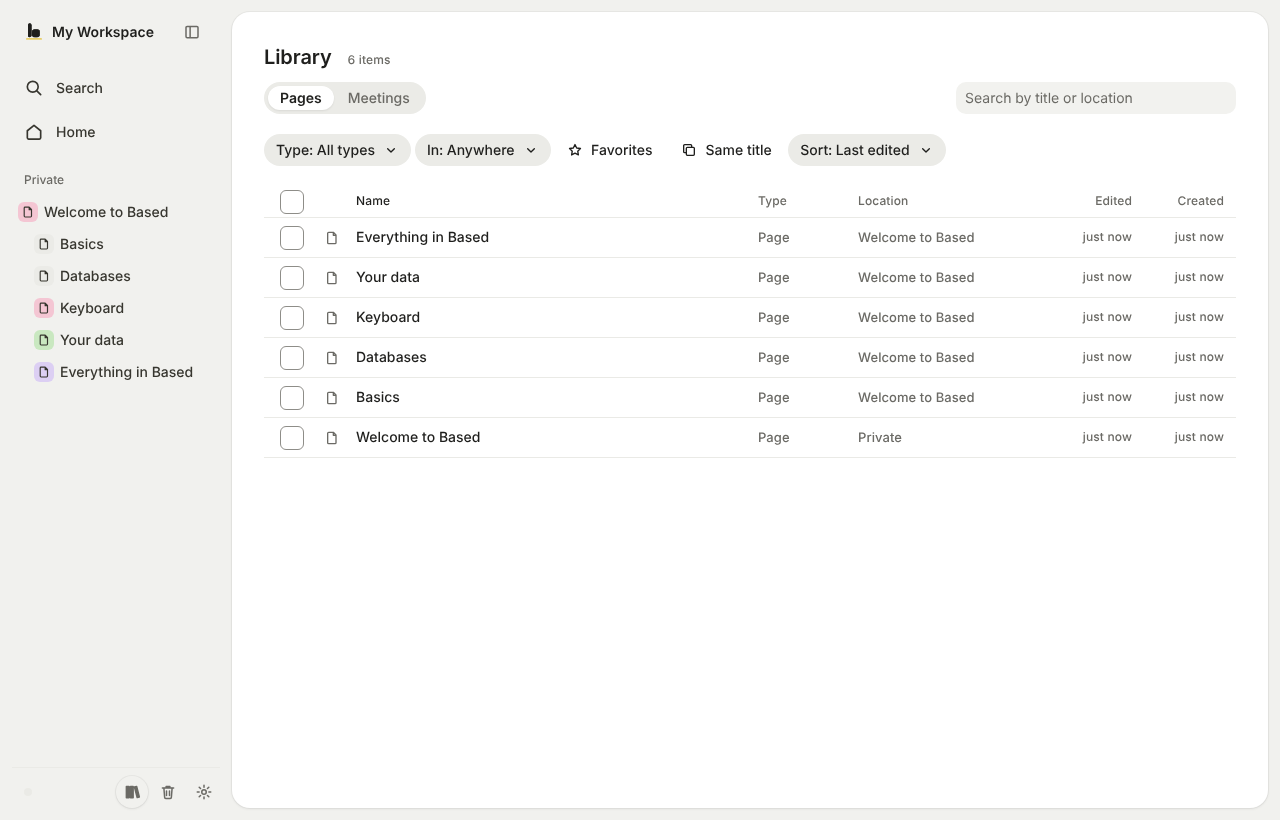 My Workspace
Search
Home
Private
Welcome to Based
Basics
Databases
Keyboard
Your data
Everything in Based
Library 6 items
Pages Meetings
Search by title or location
Type: All types In: Anywhere Favorites Same title Sort: Last edited
Name Type Location Edited Created
Everything in Based Page Welcome to Based just now just now
Your data Page Welcome to Based just now just now
Keyboard Page Welcome to Based just now just now
Databases Page Welcome to Based just now just now
Basics Page Welcome to Based just now just now
Welcome to Based Page Private just now just now